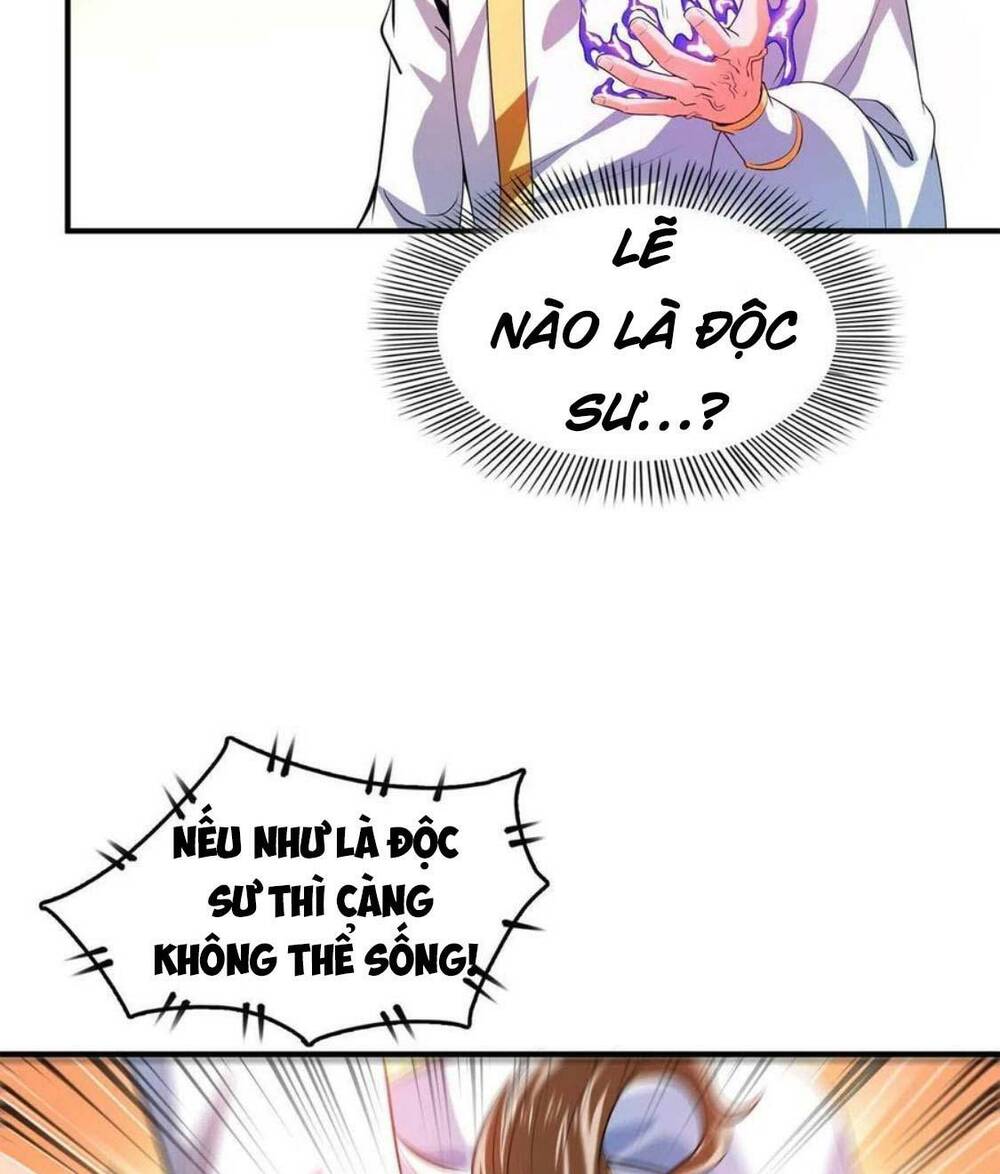 LẼ
NÀO LÀ ĐỘC
SƯ...?
NẾU NHƯ LÀ ĐỘC
SƯ THÌ CÀNG
KHÔNG THỂ SỐNG!